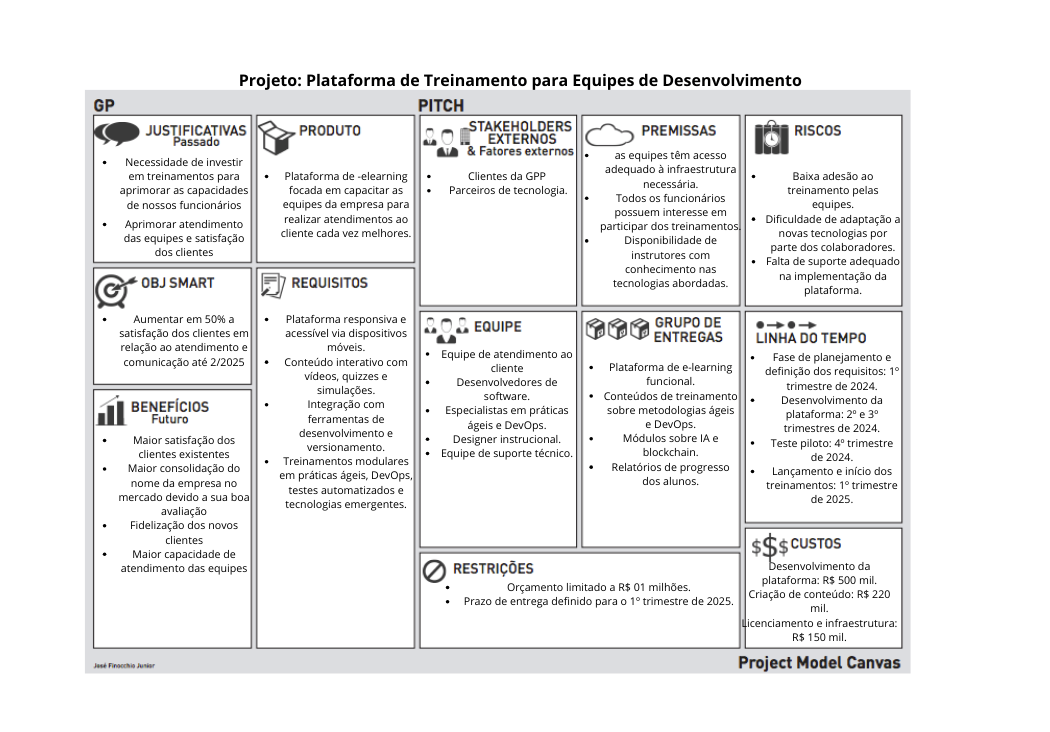 Projeto: Plataforma de Treinamento para Equipes de Desenvolvimento
GP
PITCH
JUSTIFICATIVAS
Passado
• Necessidade de investir
em treinamentos para
aprimorar as capacidades
de nossos funcionários
• Aprimorar atendimento
das equipes e satisfação
dos clientes
OBJ SMART
• Aumentar em 50% a
satisfação dos clientes em
relação ao atendimento e
comunicação até 2/2025
BENEFÍCIOS
Futuro
• Maior satisfação dos
clientes existentes
• Maior consolidação do
nome da empresa no
mercado devido a sua boa
avaliação
• Fidelização dos novos
clientes
• Maior capacidade de
atendimento das equipes
PRODUTO
• Plataforma de -elearning
focada em capacitar as
equipes da empresa para
realizar atendimentos ao
cliente cada vez melhores.
REQUISITOS
• Plataforma responsiva e
acessível via dispositivos
móveis.
• Conteúdo interativo com
vídeos, quizzes e
simulações.
• Integração com
ferramentas de
desenvolvimento e
versionamento.
• Treinamentos modulares
em práticas ágeis, DevOps,
testes automatizados e
tecnologias emergentes.
STAKEHOLDERS
EXTERNOS
& Fatores externos
• Clientes da GPP
• Parceiros de tecnologia.
EQUIPE
• Equipe de atendimento ao
cliente
• Desenvolvedores de
software.
• Especialistas em práticas
ágeis e DevOps.
• Designer instrucional.
• Equipe de suporte técnico.
PREMISSAS
• as equipes têm acesso
adequado à infraestrutura
necessária.
• Todos os funcionários
possuem interesse em
participar dos treinamentos.
• Disponibilidade de
instrutores com
conhecimento nas
tecnologias abordadas.
GRUPO DE
ENTREGAS
• Plataforma de e-learning
funcional.
• Conteúdos de treinamento
sobre metodologias ágeis
e DevOps.
• Módulos sobre IA e
blockchain.
• Relatórios de progresso
dos alunos.
RESTRIÇÕES
• Orçamento limitado a R$ 01 milhões.
• Prazo de entrega definido para o 1º trimestre de 2025.
RISCOS
• Baixa adesão ao
treinamento pelas
equipes.
• Dificuldade de adaptação a
novas tecnologias por
parte dos colaboradores.
• Falta de suporte adequado
na implementação da
plataforma.
LINHA DO TEMPO
• Fase de planejamento e
definição dos requisitos: 1º
trimestre de 2024.
• Desenvolvimento da
plataforma: 2º e 3º
trimestres de 2024.
• Teste piloto: 4º trimestre
de 2024.
• Lançamento e início dos
treinamentos: 1º trimestre
de 2025.
$$$ CUSTOS
Desenvolvimento da
plataforma: R$ 500 mil.
Criação de conteúdo: R$ 220
mil.
Licenciamento e infraestrutura:
R$ 150 mil.
José Finocchio Junior
Project Model Canvas